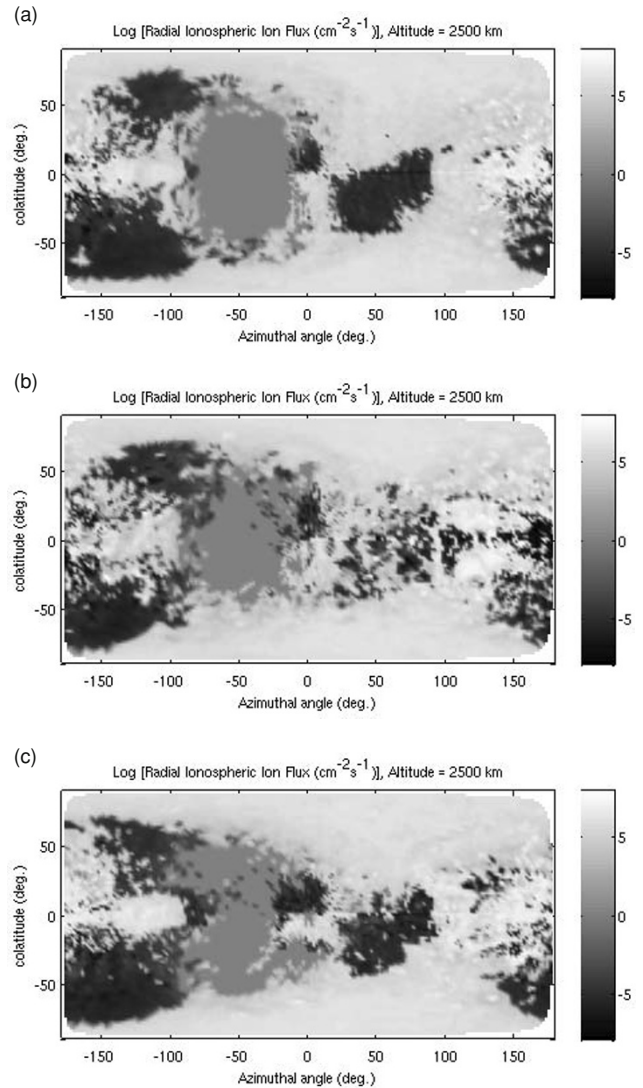 (a)
Log [Radial Ionospheric Ion Flux (cm⁻²s⁻¹)], Altitude = 2500 km
colatitude (deg.)
50
0
-50
-150 -100 -50 0 50 100 150
Azimuthal angle (deg.)
5
0
-5
(b)
Log [Radial Ionospheric Ion Flux (cm⁻²s⁻¹)], Altitude = 2500 km
colatitude (deg.)
50
0
-50
-150 -100 -50 0 50 100 150
Azimuthal angle (deg.)
5
0
-5
(c)
Log [Radial Ionospheric Ion Flux (cm⁻²s⁻¹)], Altitude = 2500 km
colatitude (deg.)
50
0
-50
-150 -100 -50 0 50 100 150
Azimuthal angle (deg.)
5
0
-5